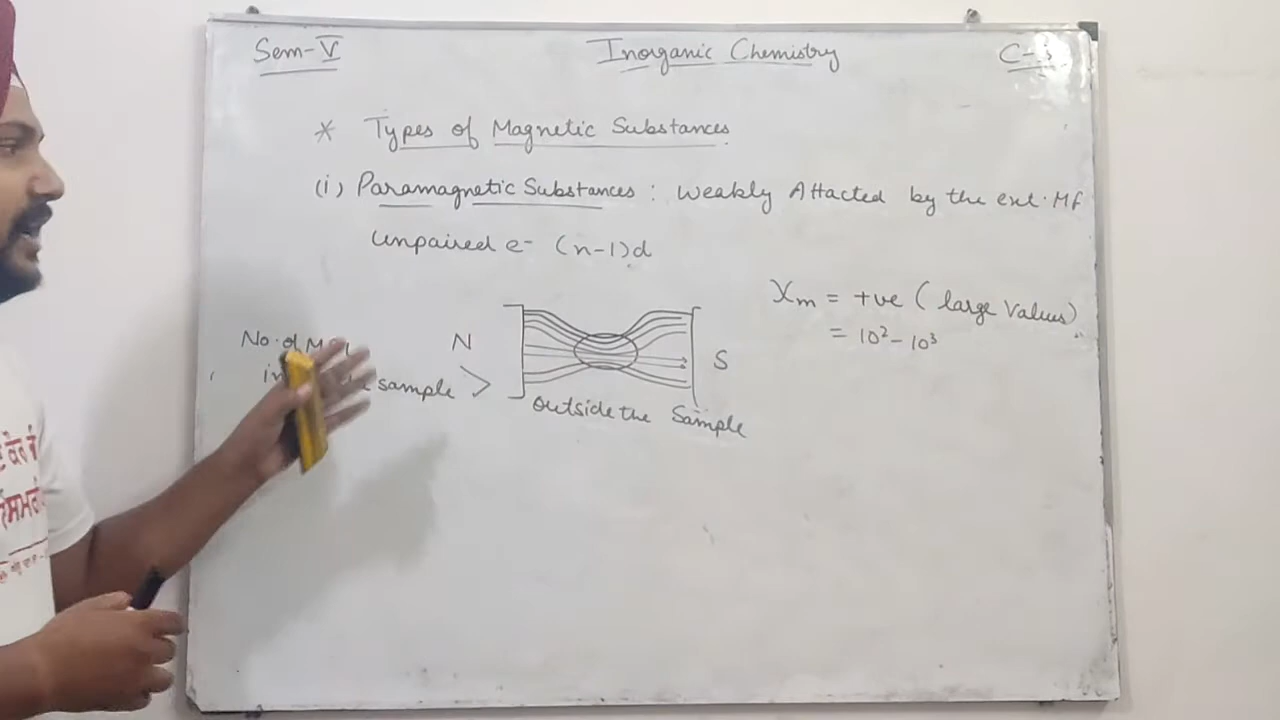 Sem-V
Inorganic Chemistry
* Types of Magnetic Substances
(i) Paramagnetic Substances : Weakly Attacted by the ext. Mf
Unpaired e- (n-1)d
χm = +ve (large Values)
= 10² - 10³
No. of
N
S
sample >
Outside the Sample